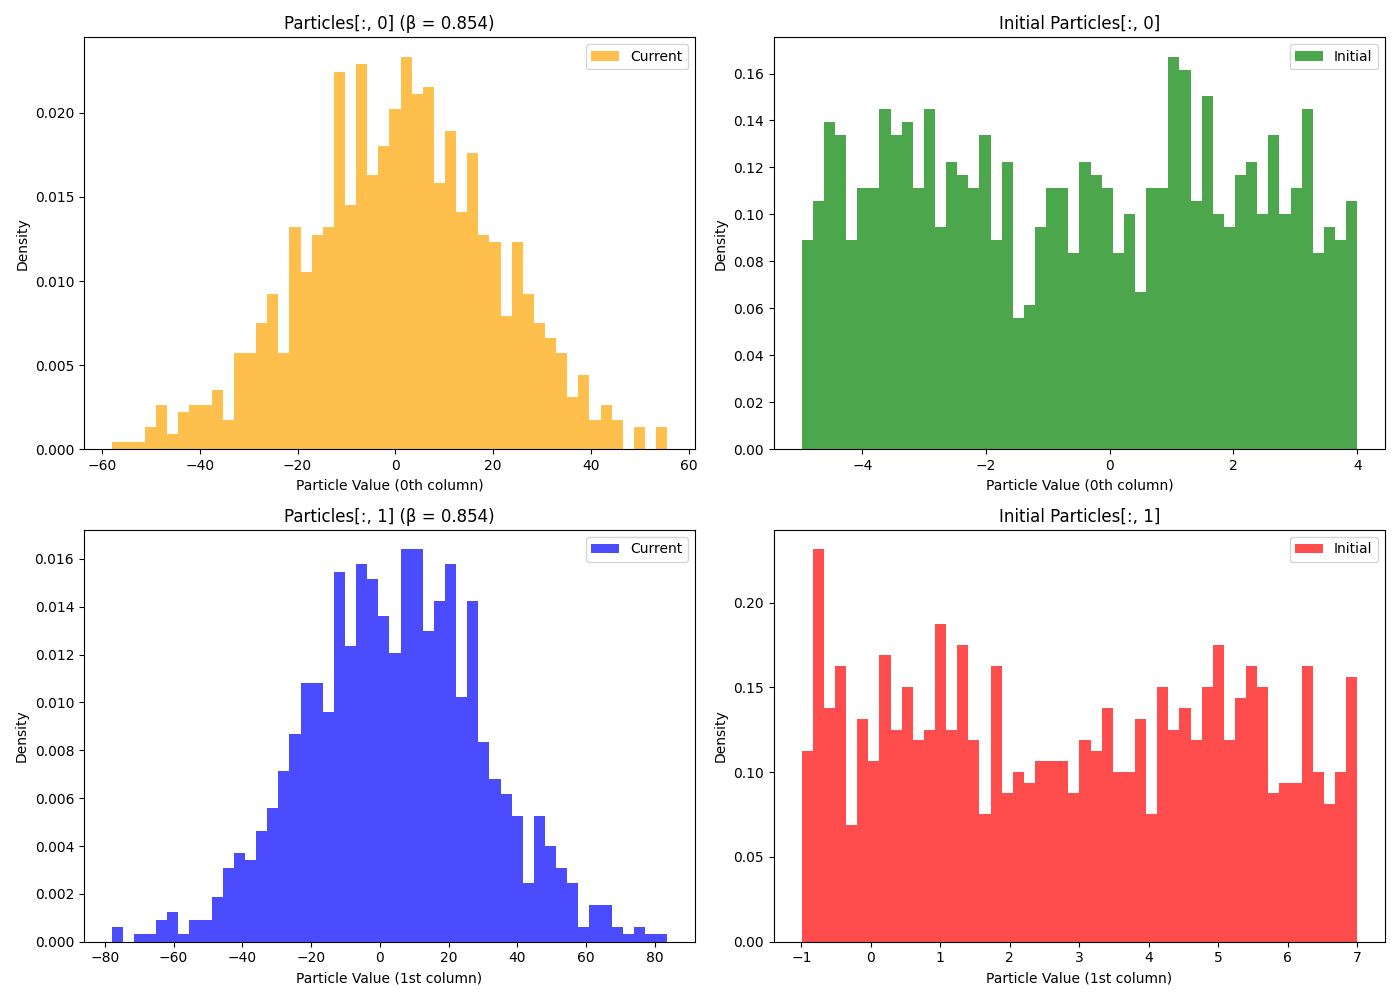 Particles[:, 0] (β = 0.854)
Current
Density
0.020
0.015
0.010
0.005
0.000
−60 −40 −20 0 20 40 60
Particle Value (0th column)
Initial Particles[:, 0]
Initial
Density
0.16
0.14
0.12
0.10
0.08
0.06
0.04
0.02
0.00
−4 −2 0 2 4
Particle Value (0th column)
Particles[:, 1] (β = 0.854)
Current
Density
0.016
0.014
0.012
0.010
0.008
0.006
0.004
0.002
0.000
−80 −60 −40 −20 0 20 40 60 80
Particle Value (1st column)
Initial Particles[:, 1]
Initial
Density
0.20
0.15
0.10
0.05
0.00
−1 0 1 2 3 4 5 6 7
Particle Value (1st column)